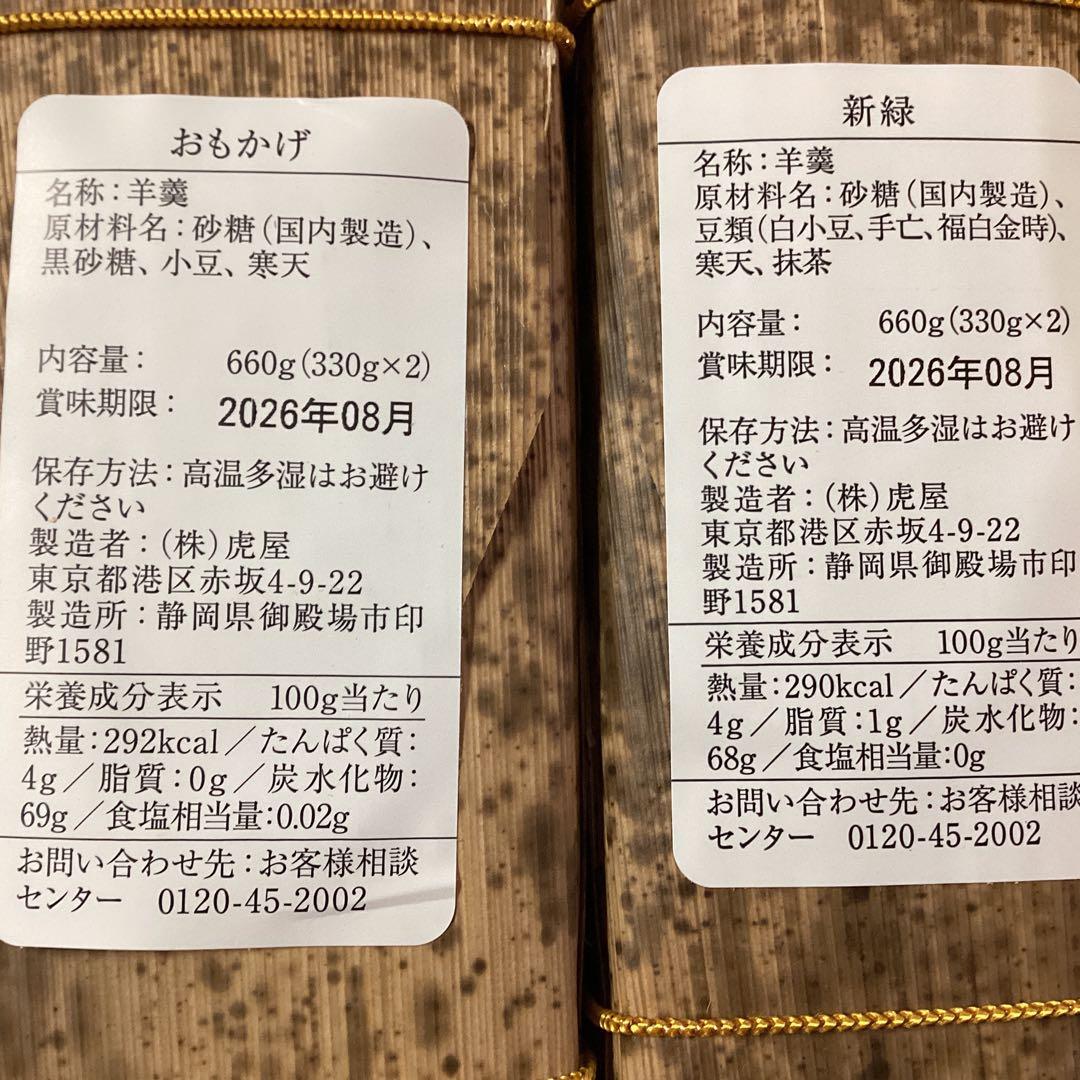 おもかげ
名称：羊羹
原材料名：砂糖（国内製造）、
黒砂糖、小豆、寒天
内容量：　660g（330g×2）
賞味期限：　2026年08月
保存方法：高温多湿はお避け
ください
製造者：（株）虎屋
東京都港区赤坂4-9-22
製造所：静岡県御殿場市印
野1581
栄養成分表示　100g当たり
熱量：292kcal／たんぱく質：
4g／脂質：0g／炭水化物：
69g／食塩相当量：0.02g
お問い合わせ先：お客様相談
センター　0120-45-2002
新緑
名称：羊羹
原材料名：砂糖（国内製造）、
豆類（白小豆、手亡、福白金時）、
寒天、抹茶
内容量：　660g（330g×2）
賞味期限：　2026年08月
保存方法：高温多湿はお避け
ください
製造者：（株）虎屋
東京都港区赤坂4-9-22
製造所：静岡県御殿場市印
野1581
栄養成分表示　100g当たり
熱量：290kcal／たんぱく質：
4g／脂質：1g／炭水化物：
68g／食塩相当量：0g
お問い合わせ先：お客様相談
センター　0120-45-2002